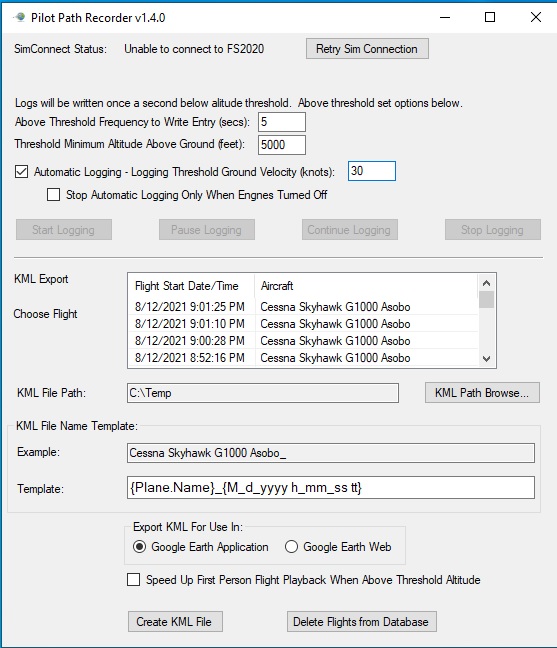 Pilot Path Recorder v1.4.0
SimConnect Status: Unable to connect to FS2020 Retry Sim Connection
Logs will be written once a second below alitude threshold. Above threshold set options below.
Above Threshold Frequency to Write Entry (secs): 5
Threshold Minimum Altitude Above Ground (feet): 5000
Automatic Logging - Logging Threshold Ground Velocity (knots): 30
Stop Automatic Logging Only When Engnes Turned Off
Start Logging Pause Logging Continue Logging Stop Logging
KML Export
Choose Flight
Flight Start Date/Time Aircraft
8/12/2021 9:01:25 PM Cessna Skyhawk G1000 Asobo
8/12/2021 9:01:10 PM Cessna Skyhawk G1000 Asobo
8/12/2021 9:00:28 PM Cessna Skyhawk G1000 Asobo
8/12/2021 8:52:16 PM Cessna Skyhawk G1000 Asobo
KML File Path: C:\Temp KML Path Browse...
KML File Name Template:
Example: Cessna Skyhawk G1000 Asobo_
Template: {Plane.Name}_{M_d_yyyy h_mm_ss tt}
Export KML For Use In:
Google Earth Application Google Earth Web
Speed Up First Person Flight Playback When Above Threshold Altitude
Create KML File Delete Flights from Database